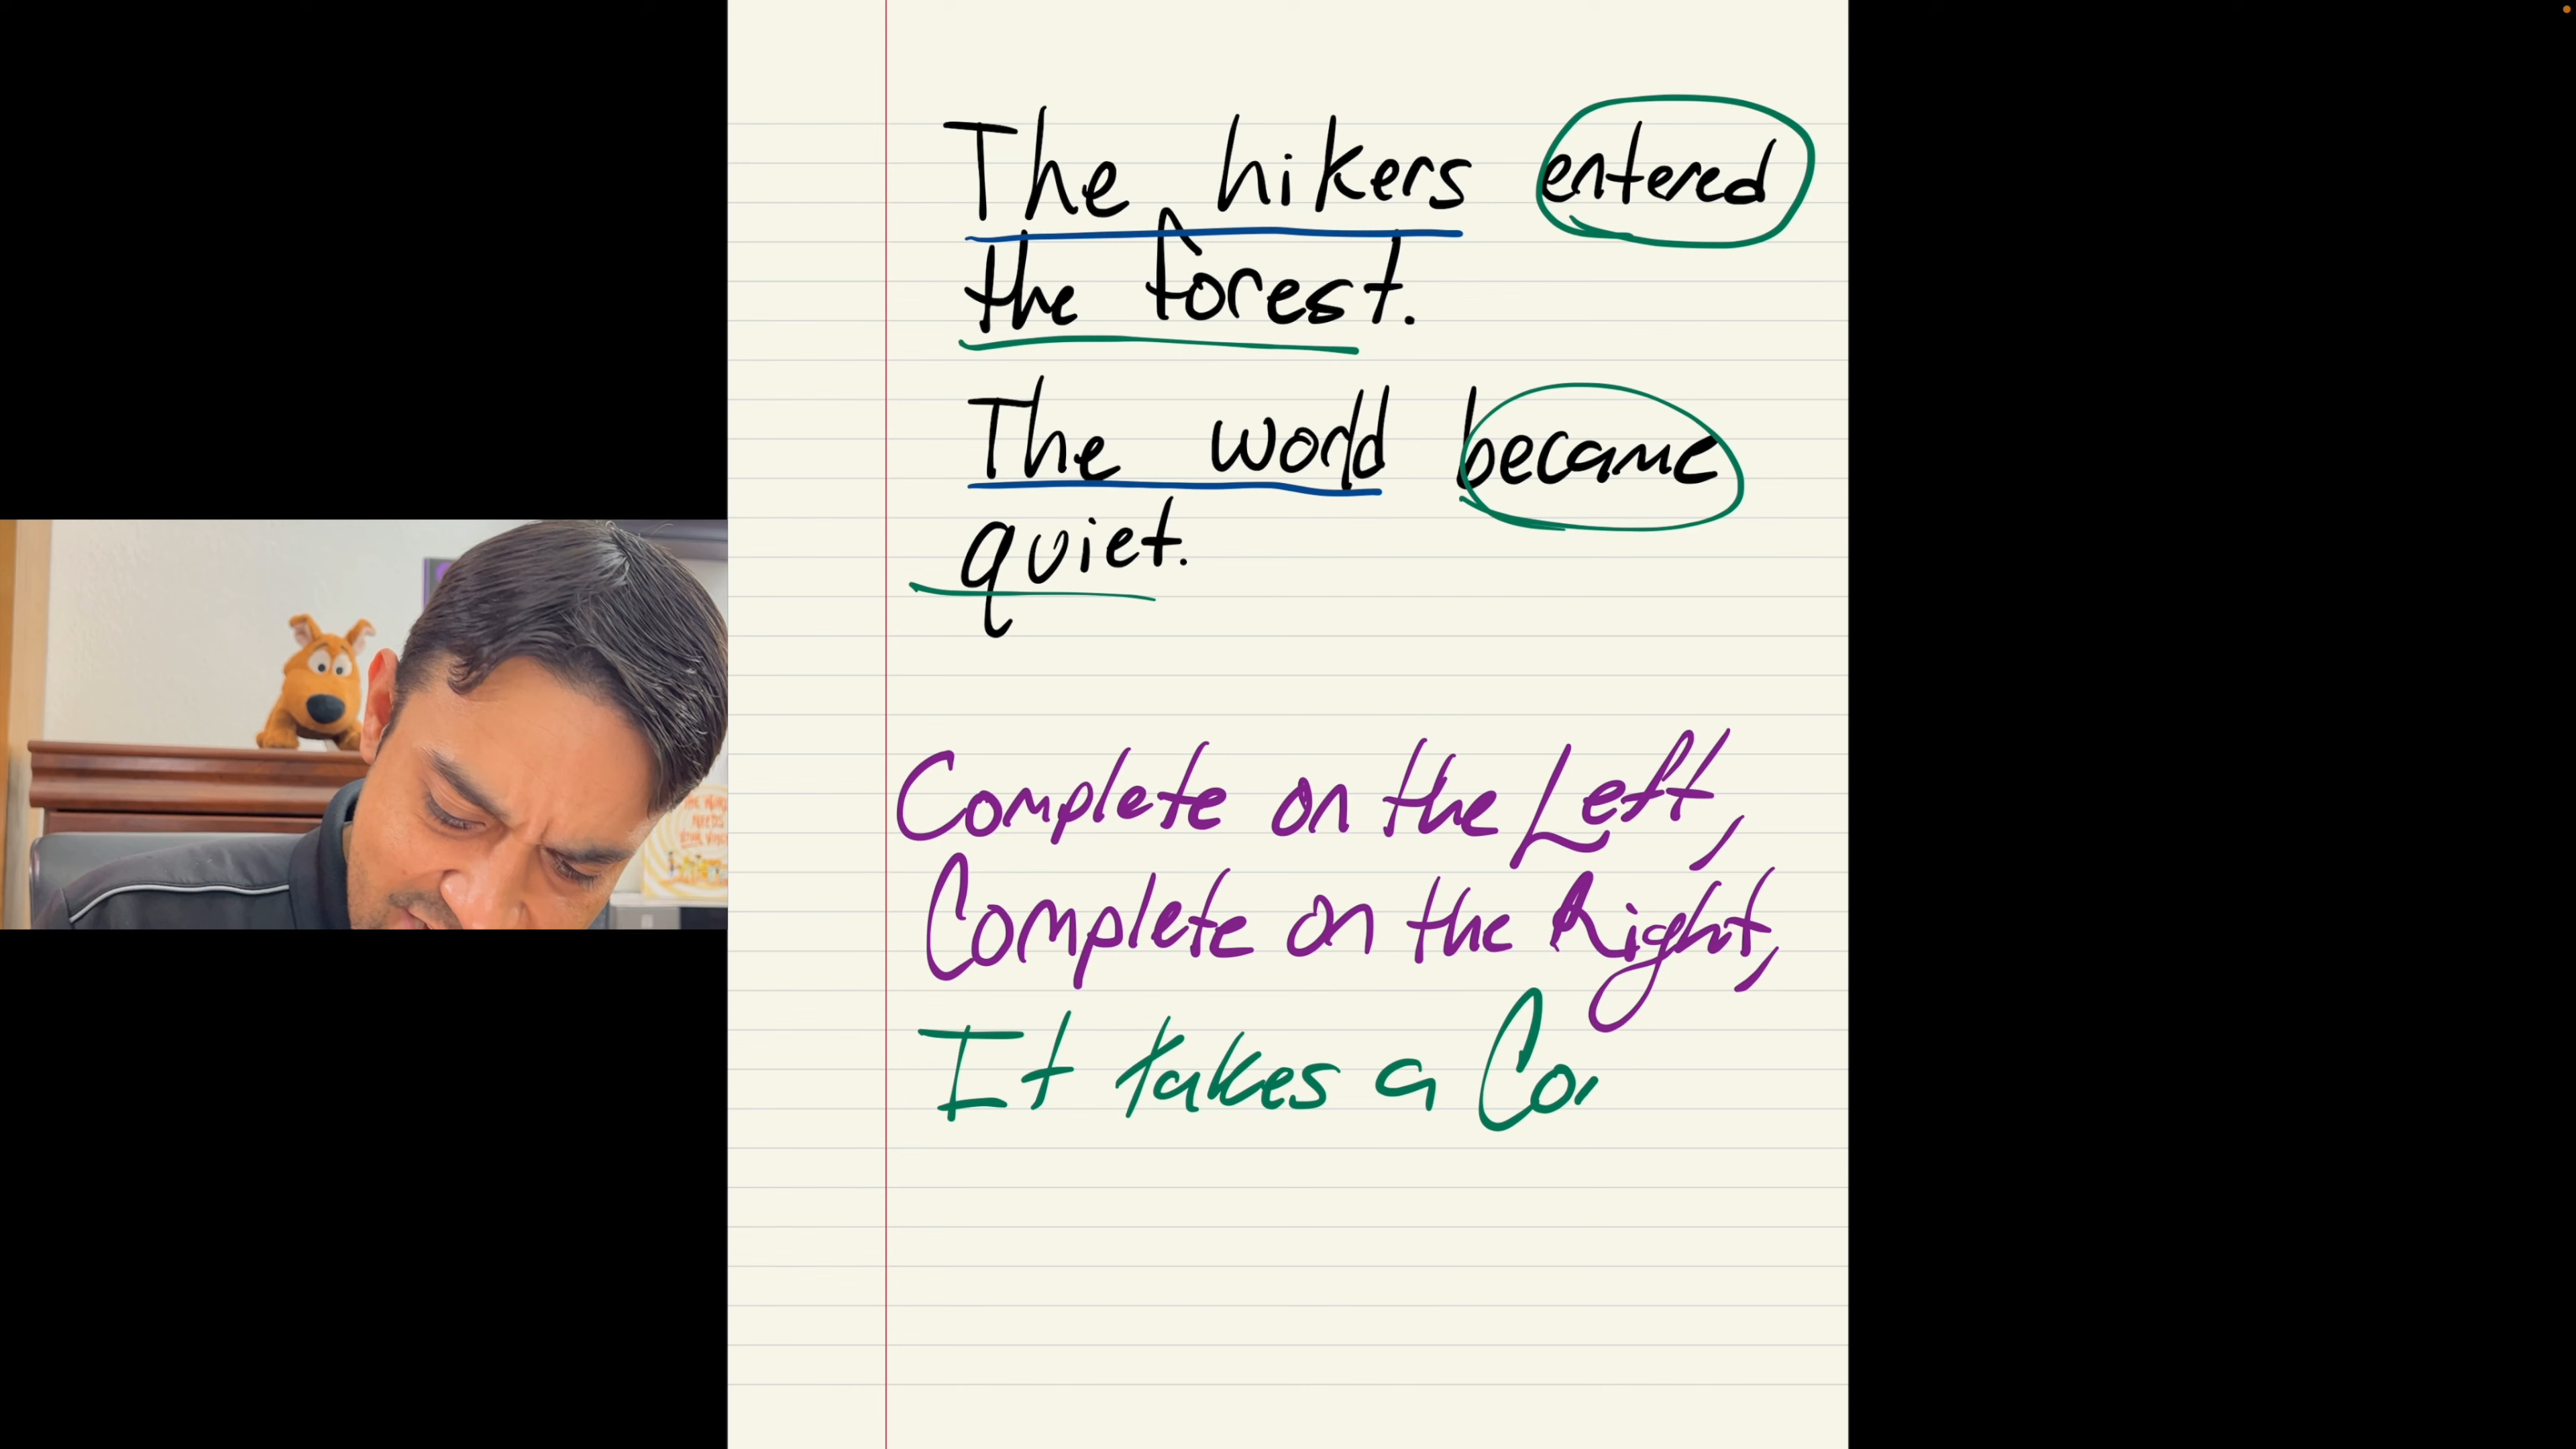 The hikers entered
the forest.
The world became
quiet.
Complete on the Left,
Complete on the Right,
It takes a Co